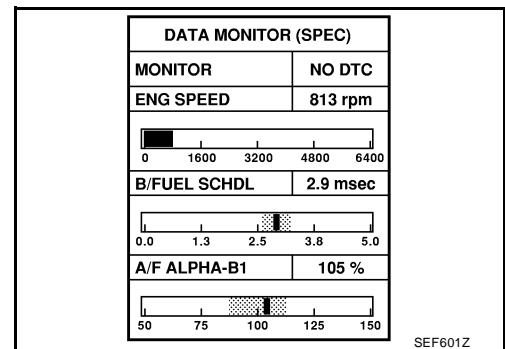 DATA MONITOR (SPEC)
MONITOR NO DTC
ENG SPEED 813 rpm
0 1600 3200 4800 6400
B/FUEL SCHDL 2.9 msec
0.0 1.3 2.5 3.8 5.0
A/F ALPHA-B1 105 %
50 75 100 125 150
SEF601Z